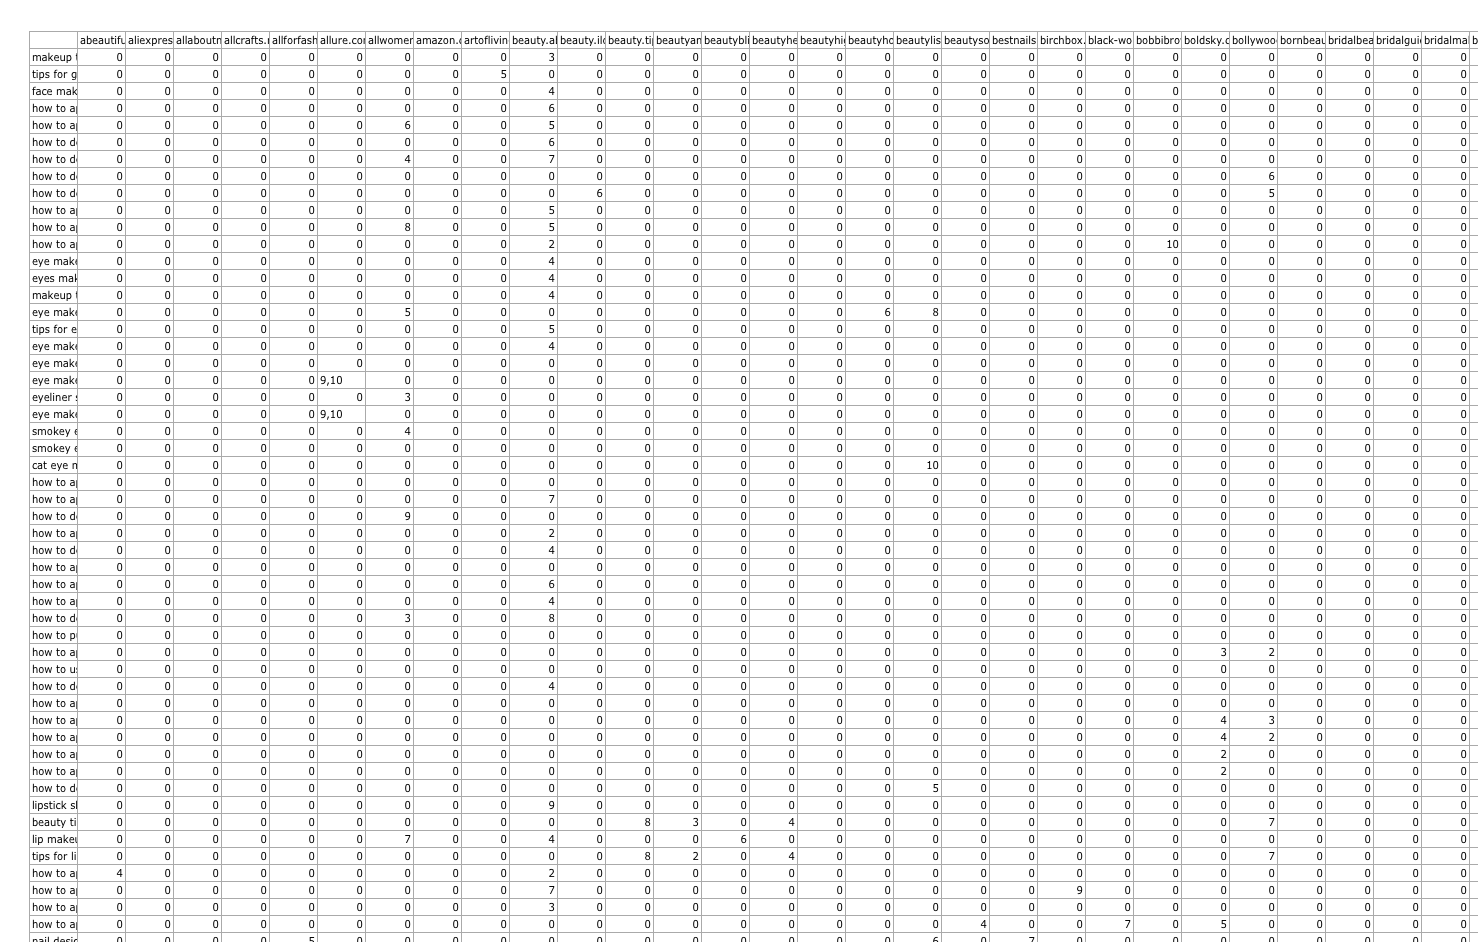 abeautifu aliexpres allaboutn allcrafts. allforfash allure.co allwomen amazon.c artoflivin beauty.al beauty.ilo beauty.tip beautyan beautybli beautyhe beautyhig beautyho beautylis beautyso bestnails birchbox. black-wo bobbibro boldsky.c bollywoo bornbeau bridalbea bridalguid bridalmal b
makeup t 0 0 0 0 0 0 0 0 0 3 0 0 0 0 0 0 0 0 0 0 0 0 0 0 0 0 0 0 0
tips for g 0 0 0 0 0 0 0 0 5 0 0 0 0 0 0 0 0 0 0 0 0 0 0 0 0 0 0 0 0
face mak 0 0 0 0 0 0 0 0 0 4 0 0 0 0 0 0 0 0 0 0 0 0 0 0 0 0 0 0 0
how to ap 0 0 0 0 0 0 0 0 0 6 0 0 0 0 0 0 0 0 0 0 0 0 0 0 0 0 0 0 0
how to ap 0 0 0 0 0 0 6 0 0 5 0 0 0 0 0 0 0 0 0 0 0 0 0 0 0 0 0 0 0
how to do 0 0 0 0 0 0 0 0 0 6 0 0 0 0 0 0 0 0 0 0 0 0 0 0 0 0 0 0 0
how to do 0 0 0 0 0 0 4 0 0 7 0 0 0 0 0 0 0 0 0 0 0 0 0 0 0 0 0 0 0
how to do 0 0 0 0 0 0 0 0 0 0 0 0 0 0 0 0 0 0 0 0 0 0 0 0 6 0 0 0 0
how to do 0 0 0 0 0 0 0 0 0 0 6 0 0 0 0 0 0 0 0 0 0 0 0 0 5 0 0 0 0
how to ap 0 0 0 0 0 0 0 0 0 5 0 0 0 0 0 0 0 0 0 0 0 0 0 0 0 0 0 0 0
how to ap 0 0 0 0 0 0 8 0 0 5 0 0 0 0 0 0 0 0 0 0 0 0 0 0 0 0 0 0 0
how to ap 0 0 0 0 0 0 0 0 0 2 0 0 0 0 0 0 0 0 0 0 0 0 10 0 0 0 0 0 0
eye make 0 0 0 0 0 0 0 0 0 4 0 0 0 0 0 0 0 0 0 0 0 0 0 0 0 0 0 0 0
eyes mak 0 0 0 0 0 0 0 0 0 4 0 0 0 0 0 0 0 0 0 0 0 0 0 0 0 0 0 0 0
makeup t 0 0 0 0 0 0 0 0 0 4 0 0 0 0 0 0 0 0 0 0 0 0 0 0 0 0 0 0 0
eye make 0 0 0 0 0 0 5 0 0 0 0 0 0 0 0 0 6 8 0 0 0 0 0 0 0 0 0 0 0
tips for e 0 0 0 0 0 0 0 0 0 5 0 0 0 0 0 0 0 0 0 0 0 0 0 0 0 0 0 0 0
eye make 0 0 0 0 0 0 0 0 0 4 0 0 0 0 0 0 0 0 0 0 0 0 0 0 0 0 0 0 0
eye make 0 0 0 0 0 0 0 0 0 0 0 0 0 0 0 0 0 0 0 0 0 0 0 0 0 0 0 0 0
eye make 0 0 0 0 0 9,10 0 0 0 0 0 0 0 0 0 0 0 0 0 0 0 0 0 0 0 0 0 0 0
eyeliner s 0 0 0 0 0 0 3 0 0 0 0 0 0 0 0 0 0 0 0 0 0 0 0 0 0 0 0 0 0
eye make 0 0 0 0 0 9,10 0 0 0 0 0 0 0 0 0 0 0 0 0 0 0 0 0 0 0 0 0 0 0
smokey e 0 0 0 0 0 0 4 0 0 0 0 0 0 0 0 0 0 0 0 0 0 0 0 0 0 0 0 0 0
smokey e 0 0 0 0 0 0 0 0 0 0 0 0 0 0 0 0 0 0 0 0 0 0 0 0 0 0 0 0 0
cat eye m 0 0 0 0 0 0 0 0 0 0 0 0 0 0 0 0 0 10 0 0 0 0 0 0 0 0 0 0 0
how to ap 0 0 0 0 0 0 0 0 0 0 0 0 0 0 0 0 0 0 0 0 0 0 0 0 0 0 0 0 0
how to ap 0 0 0 0 0 0 0 0 0 7 0 0 0 0 0 0 0 0 0 0 0 0 0 0 0 0 0 0 0
how to do 0 0 0 0 0 0 9 0 0 0 0 0 0 0 0 0 0 0 0 0 0 0 0 0 0 0 0 0 0
how to ap 0 0 0 0 0 0 0 0 0 2 0 0 0 0 0 0 0 0 0 0 0 0 0 0 0 0 0 0 0
how to do 0 0 0 0 0 0 0 0 0 4 0 0 0 0 0 0 0 0 0 0 0 0 0 0 0 0 0 0 0
how to ap 0 0 0 0 0 0 0 0 0 0 0 0 0 0 0 0 0 0 0 0 0 0 0 0 0 0 0 0 0
how to ap 0 0 0 0 0 0 0 0 0 6 0 0 0 0 0 0 0 0 0 0 0 0 0 0 0 0 0 0 0
how to ap 0 0 0 0 0 0 0 0 0 4 0 0 0 0 0 0 0 0 0 0 0 0 0 0 0 0 0 0 0
how to do 0 0 0 0 0 0 3 0 0 8 0 0 0 0 0 0 0 0 0 0 0 0 0 0 0 0 0 0 0
how to pu 0 0 0 0 0 0 0 0 0 0 0 0 0 0 0 0 0 0 0 0 0 0 0 0 0 0 0 0 0
how to ap 0 0 0 0 0 0 0 0 0 0 0 0 0 0 0 0 0 0 0 0 0 0 0 3 2 0 0 0 0
how to us 0 0 0 0 0 0 0 0 0 0 0 0 0 0 0 0 0 0 0 0 0 0 0 0 0 0 0 0 0
how to do 0 0 0 0 0 0 0 0 0 4 0 0 0 0 0 0 0 0 0 0 0 0 0 0 0 0 0 0 0
how to ap 0 0 0 0 0 0 0 0 0 0 0 0 0 0 0 0 0 0 0 0 0 0 0 0 0 0 0 0 0
how to ap 0 0 0 0 0 0 0 0 0 0 0 0 0 0 0 0 0 0 0 0 0 0 0 4 3 0 0 0 0
how to ap 0 0 0 0 0 0 0 0 0 0 0 0 0 0 0 0 0 0 0 0 0 0 0 4 2 0 0 0 0
how to ap 0 0 0 0 0 0 0 0 0 0 0 0 0 0 0 0 0 0 0 0 0 0 0 2 0 0 0 0 0
how to ap 0 0 0 0 0 0 0 0 0 0 0 0 0 0 0 0 0 0 0 0 0 0 0 2 0 0 0 0 0
how to do 0 0 0 0 0 0 0 0 0 0 0 0 0 0 0 0 0 5 0 0 0 0 0 0 0 0 0 0 0
lipstick sh 0 0 0 0 0 0 0 0 0 9 0 0 0 0 0 0 0 0 0 0 0 0 0 0 0 0 0 0 0
beauty ti 0 0 0 0 0 0 0 0 0 0 0 8 3 0 4 0 0 0 0 0 0 0 0 0 7 0 0 0 0
lip makeu 0 0 0 0 0 0 7 0 0 4 0 0 0 6 0 0 0 0 0 0 0 0 0 0 0 0 0 0 0
tips for li 0 0 0 0 0 0 0 0 0 0 0 8 2 0 4 0 0 0 0 0 0 0 0 0 7 0 0 0 0
how to ap 4 0 0 0 0 0 0 0 0 2 0 0 0 0 0 0 0 0 0 0 0 0 0 0 0 0 0 0 0
how to ap 0 0 0 0 0 0 0 0 0 7 0 0 0 0 0 0 0 0 0 0 9 0 0 0 0 0 0 0 0
how to ap 0 0 0 0 0 0 0 0 0 3 0 0 0 0 0 0 0 0 0 0 0 0 0 0 0 0 0 0 0
how to ap 0 0 0 0 0 0 0 0 0 0 0 0 0 0 0 0 0 0 4 0 0 7 0 5 0 0 0 0 0
nail desig 0 0 0 0 5 0 0 0 0 0 0 0 0 0 0 0 0 6 0 7 0 0 0 0 0 0 0 0 0